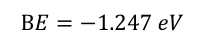 BE = −1.247 eV